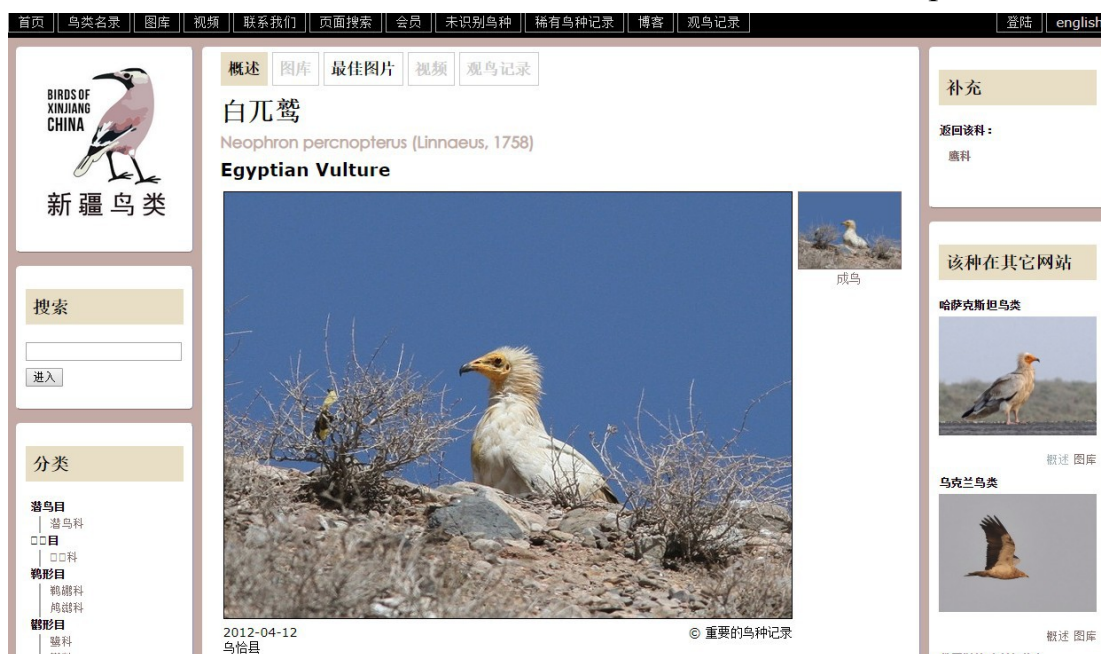 首页 鸟类名录 图库 视频 联系我们 页面搜索 会员 未识别鸟种 稀有鸟种记录 博客 观鸟记录 登陆 english
BIRDS OF
XINJIANG
CHINA
新疆鸟类
搜索
进入
分类
潜鸟目
潜鸟科
□□目
□□科
鹈形目
鹈鹕科
鸬鹚科
鹳形目
鹭科
概述 图库 最佳图片 视频 观鸟记录
白兀鹫
Neophron percnopterus (Linnaeus, 1758)
Egyptian Vulture
成鸟
2012-04-12
© 重要的鸟种记录
乌恰县
补充
返回该科：
鹰科
该种在其它网站
哈萨克斯坦鸟类
概述 图库
乌克兰鸟类
概述 图库